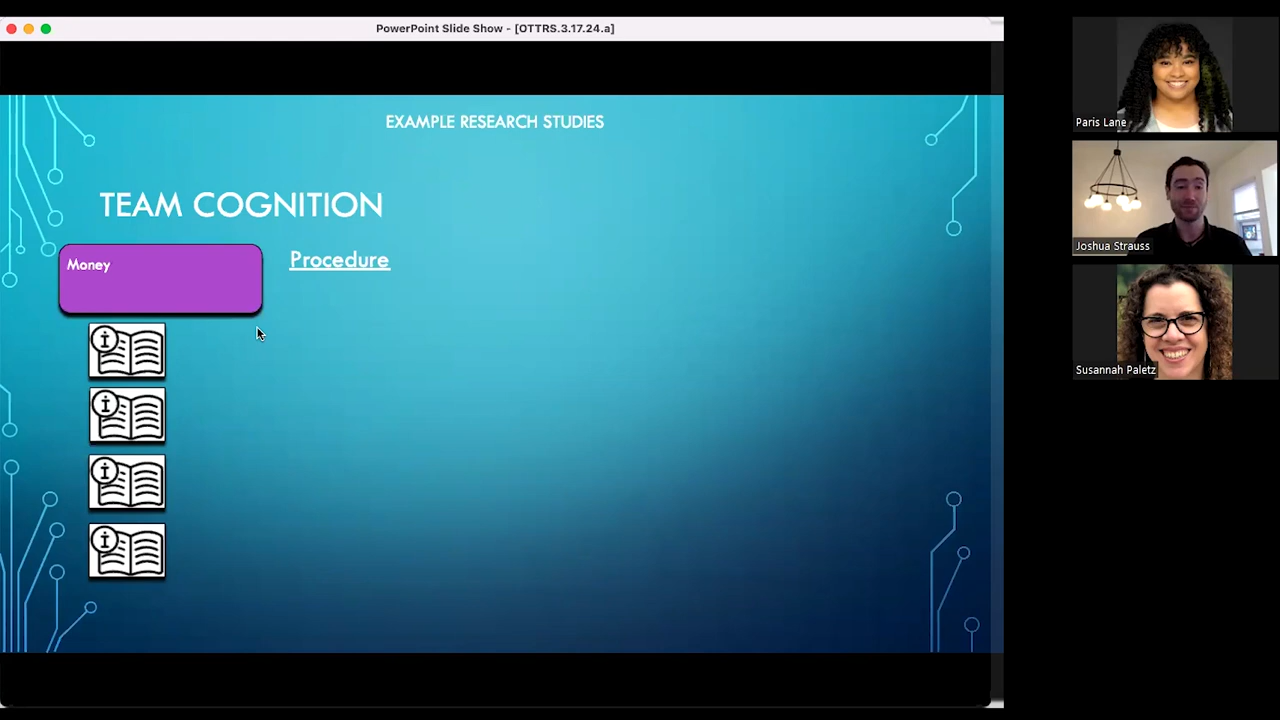 PowerPoint Slide Show - [OTTRS.3.17.24.a]
EXAMPLE RESEARCH STUDIES
TEAM COGNITION
Money
Procedure
i
i
i
i
Paris Lane
Joshua Strauss
Susannah Paletz